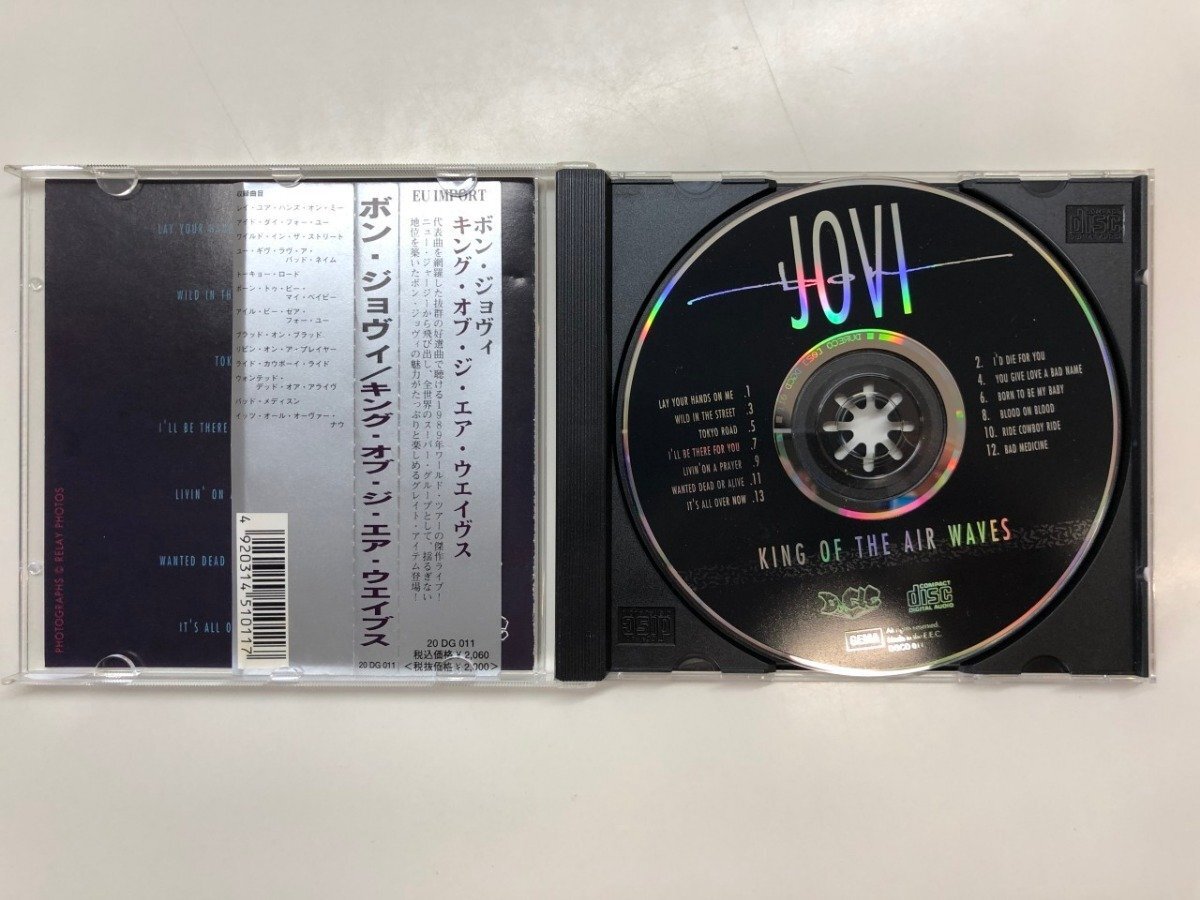 LAY YOUR HAN
WILD IN TH
TOK
I'LL BE THERE
LIVIN' ON A
WANTED DEAD
IT'S ALL O
PHOTOGRAPHS © RELAY PHOTOS
収録曲目
レイ・ユア・ハンズ・オン・ミー
アイド・ダイ・フォー・ユー
ワイルド・イン・ザ・ストリート
ユー・ギヴ・ラヴ・ア・
バッド・ネイム
トーキョー・ロード
ボーン・トゥ・ビー・
マイ・ベイビー
アイル・ビー・ゼア・
フォー・ユー
ブラッド・オン・ブラッド
リビン・オン・ア・プレイヤー
ライド・カウボーイ・ライド
ウォンテッド・
デッド・オア・アライヴ
バッド・メディスン
イッツ・オール・オーヴァー・
ナウ
4 920314 510117
ボン・ジョヴィ/キング・オブ・ジ・エア・ウエイブス
20 DG 011
EU IMPORT
ボン・ジョヴィ
キング・オブ・ジ・エア・ウエイヴス
代表曲を網羅した抜群の好選曲で聴ける1989年ワールド・ツアーの傑作ライブ!
ニュー・ジャージーから飛び出し、全世界のスーパー・グループとして、揺るぎない
地位を築いたボン・ジョヴィの魅力がたっぷりと楽しめるグレイト アイテム登場!
20 DG 011
税込価格¥2,060
<税抜価格¥2,000>
BON
JOVI
LAY YOUR HANDS ON ME .1
2. I'D DIE FOR YOU
WILD IN THE STREET .3
4. YOU GIVE LOVE A BAD NAME
TOKYO ROAD .5
6. BORN TO BE MY BABY
I'LL BE THERE FOR YOU .7
8. BLOOD ON BLOOD
LIVIN' ON A PRAYER .9
10. RIDE COWBOY RIDE
WANTED DEAD OR ALIVE .11
12. BAD MEDICINE
IT'S ALL OVER NOW .13
KING OF THE AIR WAVES
COMPACT
disc
DIGITAL AUDIO
GEMA
All rights reserved.
Made in the E.E.C.
DGCD 011
COMPACT
disc